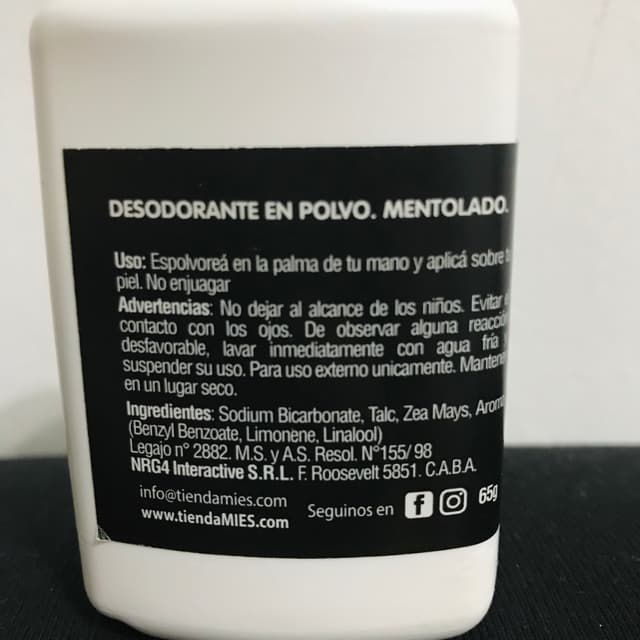 DESODORANTE EN POLVO. MENTOLADO.
Uso: Espolvoreá en la palma de tu mano y aplicá sobre
piel. No enjuagar
Advertencias: No dejar al alcance de los niños. Evitar
contacto con los ojos. De observar alguna reacció
desfavorable, lavar inmediatamente con agua fría y
suspender su uso. Para uso externo unicamente. Mantene
en un lugar seco.
Ingredientes: Sodium Bicarbonate, Talc, Zea Mays, Arom
(Benzyl Benzoate, Limonene, Linalool)
Legajo n° 2882. M.S. y A.S. Resol. N°155/ 98
NRG4 Interactive S.R.L. F. Roosevelt 5851. C.A.B.A.
info@tiendamies.com
www.tiendaMIES.com
Seguinos en
65g